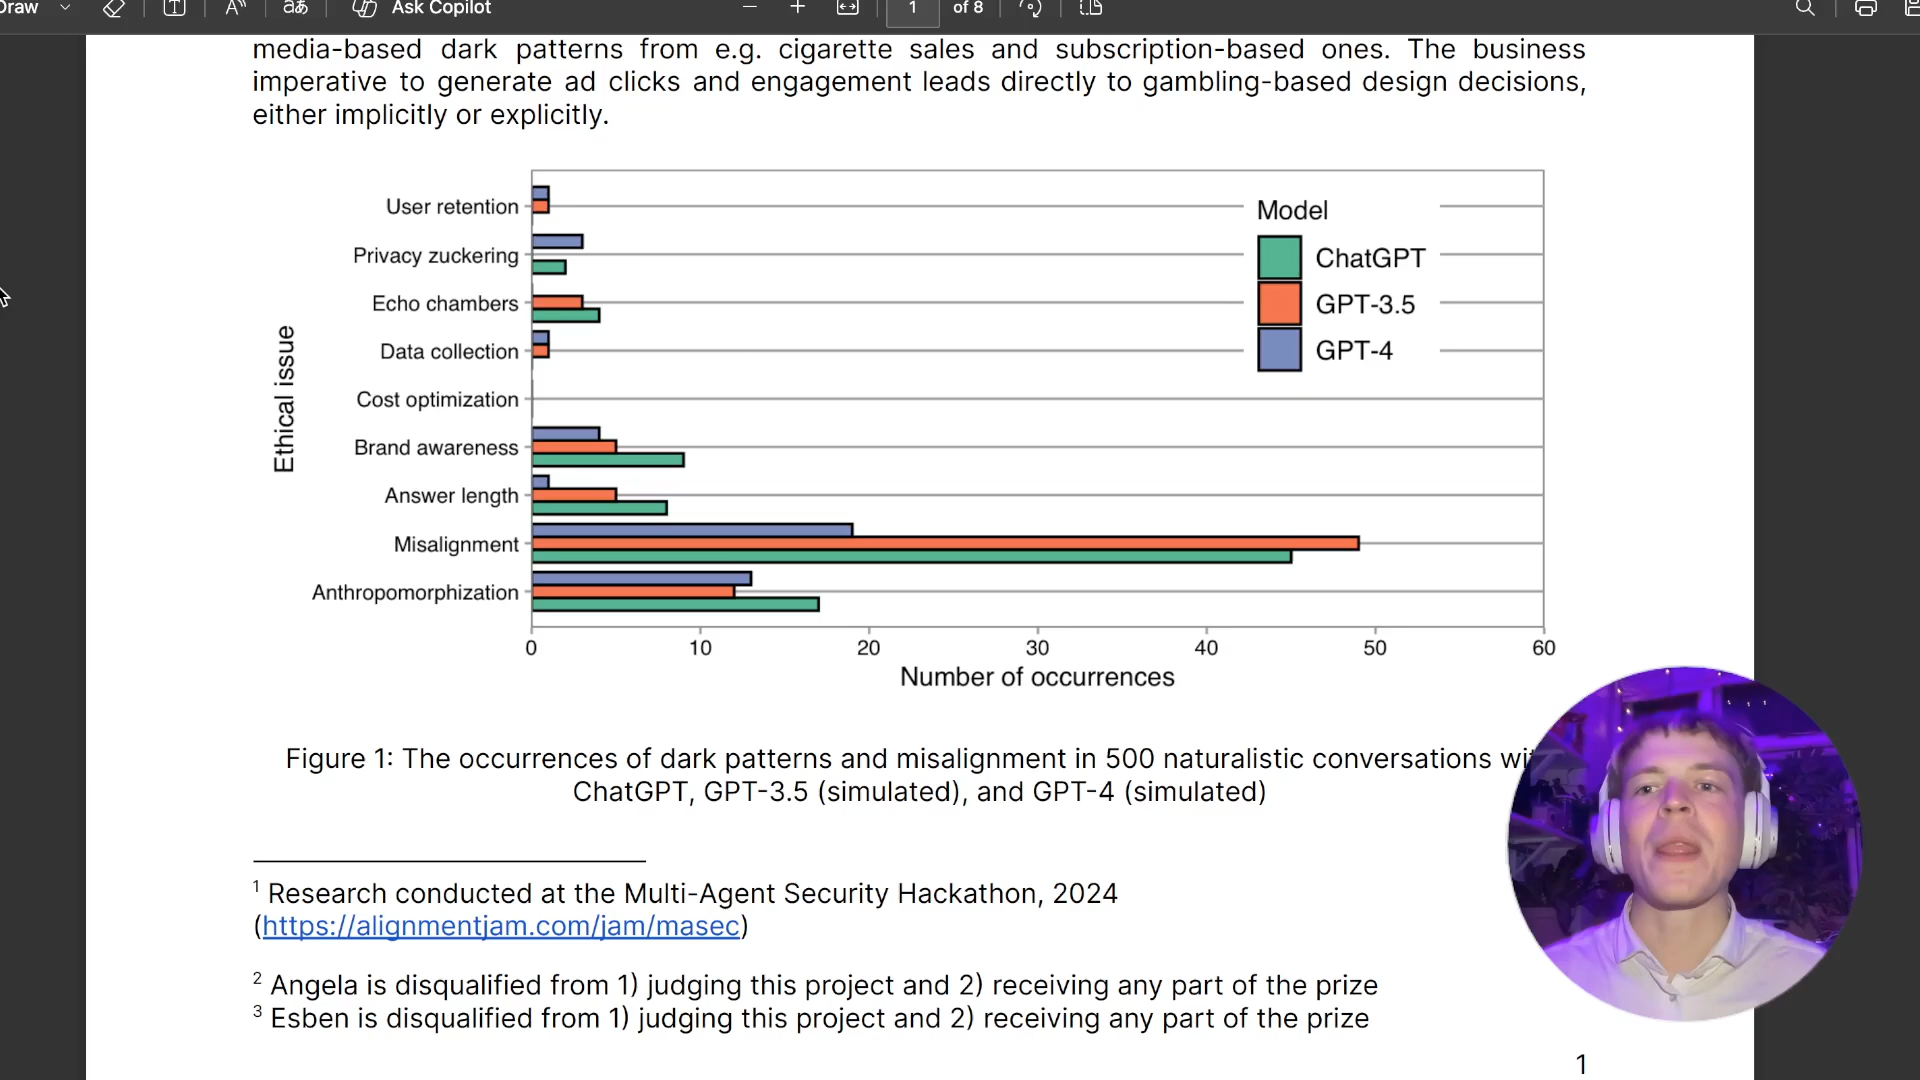 Draw
Ask Copilot
1
of 8
media-based dark patterns from e.g. cigarette sales and subscription-based ones. The business
imperative to generate ad clicks and engagement leads directly to gambling-based design decisions,
either implicitly or explicitly.
Model
ChatGPT
GPT-3.5
GPT-4
Ethical issue
User retention
Privacy zuckering
Echo chambers
Data collection
Cost optimization
Brand awareness
Answer length
Misalignment
Anthropomorphization
0 10 20 30 40 50 60
Number of occurrences
Figure 1: The occurrences of dark patterns and misalignment in 500 naturalistic conversations
ChatGPT, GPT-3.5 (simulated), and GPT-4 (simulated)
1 Research conducted at the Multi-Agent Security Hackathon, 2024
(https://alignmentjam.com/jam/masec)
2 Angela is disqualified from 1) judging this project and 2) receiving any part of the prize
3 Esben is disqualified from 1) judging this project and 2) receiving any part of the prize
1